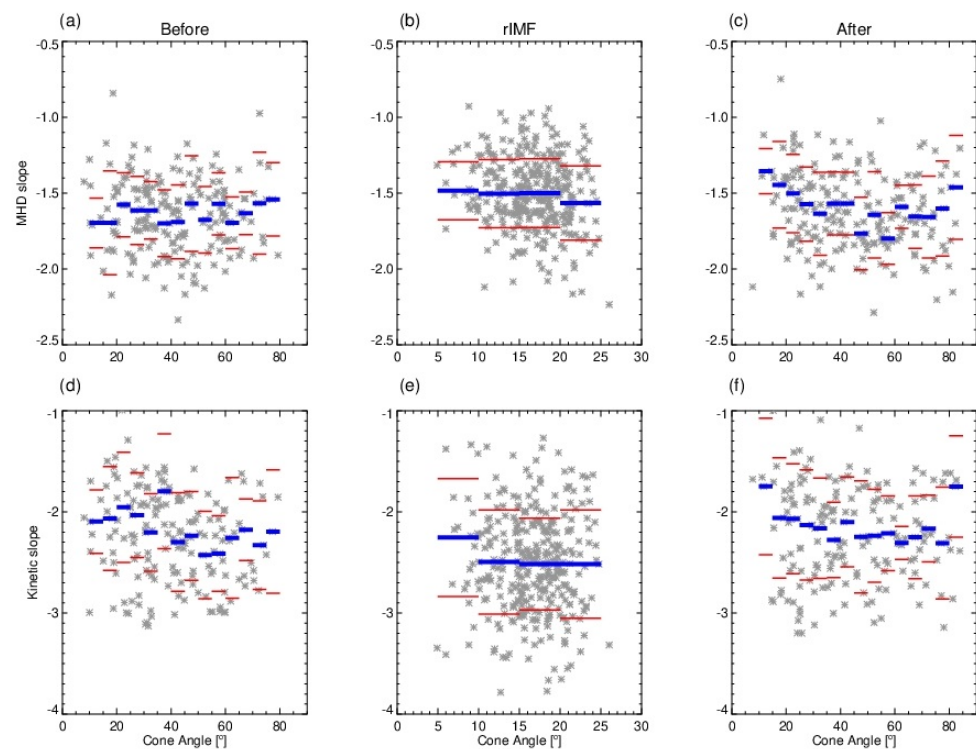 (a) Before (b) rIMF (c) After
-0.5 -0.5 -0.5
-1.0 -1.0 -1.0
MHD slope
-1.5 -1.5 -1.5
-2.0 -2.0 -2.0
-2.5 -2.5 -2.5
0 20 40 60 80 0 5 10 15 20 25 30 0 20 40 60 80
(d) (e) (f)
-1 -1 -1
-2 -2 -2
Kinetic slope
-3 -3 -3
-4 -4 -4
0 20 40 60 80 0 5 10 15 20 25 30 0 20 40 60 80
Cone Angle [°] Cone Angle [°] Cone Angle [°]